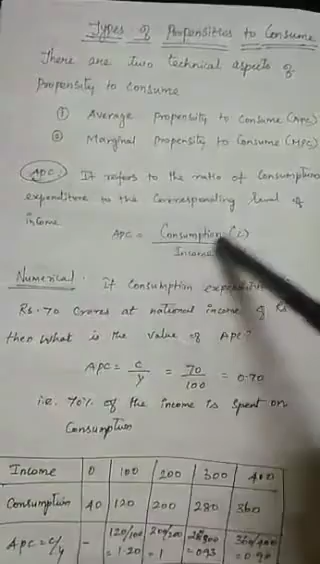 Types of Propensities to Consume
There are two technical aspects of
Propensity to Consume
① Average Propensity to Consume (APC)
② Marginal Propensity to Consume (MPC)
APC: It refers to the ratio of Consumption
expenditure to the Corresponding level of
income
APC = Consumption (C)
Income
Numerical. If Consumption
Rs. 70 Crores at national income of Rs
then what is the value of APC?
APC = C/Y = 70/100 = 0.70
i.e. 70% of the income is spent on
Consumption
Income 0 100 200 300 400
Consumption 40 120 200 280 360
APC = C/Y - 120/100 200/200 360/400
= 1.20 = 1 = 0.93 = 0.90